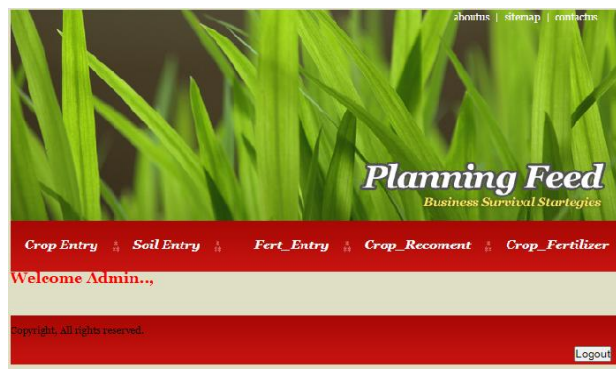 aboutus | sitemap | contactus
Planning Feed
Business Survival Startegies
Crop Entry Soil Entry Fert_Entry Crop_Recoment Crop_Fertilizer
Welcome Admin..,
Copyright, All rights reserved.
Logout